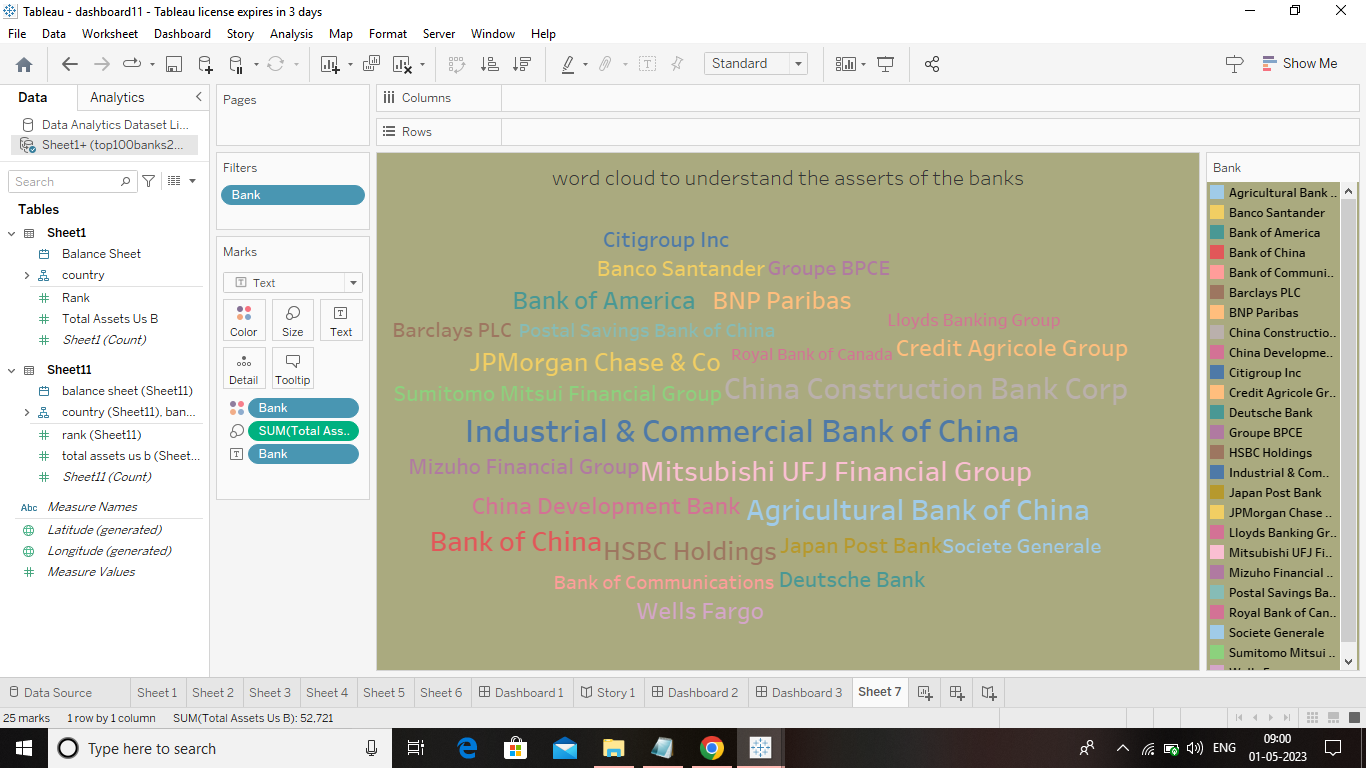 Tableau - dashboard11 - Tableau license expires in 3 days
File Data Worksheet Dashboard Story Analysis Map Format Server Window Help
Standard
Show Me
Data Analytics
Data Analytics Dataset Li...
Sheet1+ (top100banks2...
Search
Tables
Sheet1
Balance Sheet
country
Rank
Total Assets Us B
Sheet1 (Count)
Sheet11
balance sheet (Sheet11)
country (Sheet11), ban...
rank (Sheet11)
total assets us b (Sheet...
Sheet11 (Count)
Abc Measure Names
Latitude (generated)
Longitude (generated)
Measure Values
Pages
Filters
Bank
Marks
T Text
Color Size T Text
Detail Tooltip
Bank
SUM(Total Ass..
T Bank
Columns
Rows
word cloud to understand the asserts of the banks
Citigroup Inc
Banco Santander Groupe BPCE
Bank of America BNP Paribas
Lloyds Banking Group
Barclays PLC Postal Savings Bank of China
Royal Bank of Canada Credit Agricole Group
JPMorgan Chase & Co
Sumitomo Mitsui Financial Group China Construction Bank Corp
Industrial & Commercial Bank of China
Mizuho Financial Group Mitsubishi UFJ Financial Group
China Development Bank Agricultural Bank of China
Bank of China HSBC Holdings Japan Post Bank Societe Generale
Bank of Communications Deutsche Bank
Wells Fargo
Bank
Agricultural Bank ..
Banco Santander
Bank of America
Bank of China
Bank of Communi..
Barclays PLC
BNP Paribas
China Constructio..
China Developme..
Citigroup Inc
Credit Agricole Gr..
Deutsche Bank
Groupe BPCE
HSBC Holdings
Industrial & Com..
Japan Post Bank
JPMorgan Chase ..
Lloyds Banking Gr..
Mitsubishi UFJ Fi..
Mizuho Financial ..
Postal Savings Ba..
Royal Bank of Can..
Societe Generale
Sumitomo Mitsui ..
Data Source Sheet 1 Sheet 2 Sheet 3 Sheet 4 Sheet 5 Sheet 6 Dashboard 1 Story 1 Dashboard 2 Dashboard 3 Sheet 7
25 marks 1 row by 1 column SUM(Total Assets Us B): 52,721
Type here to search
ENG
09:00
01-05-2023